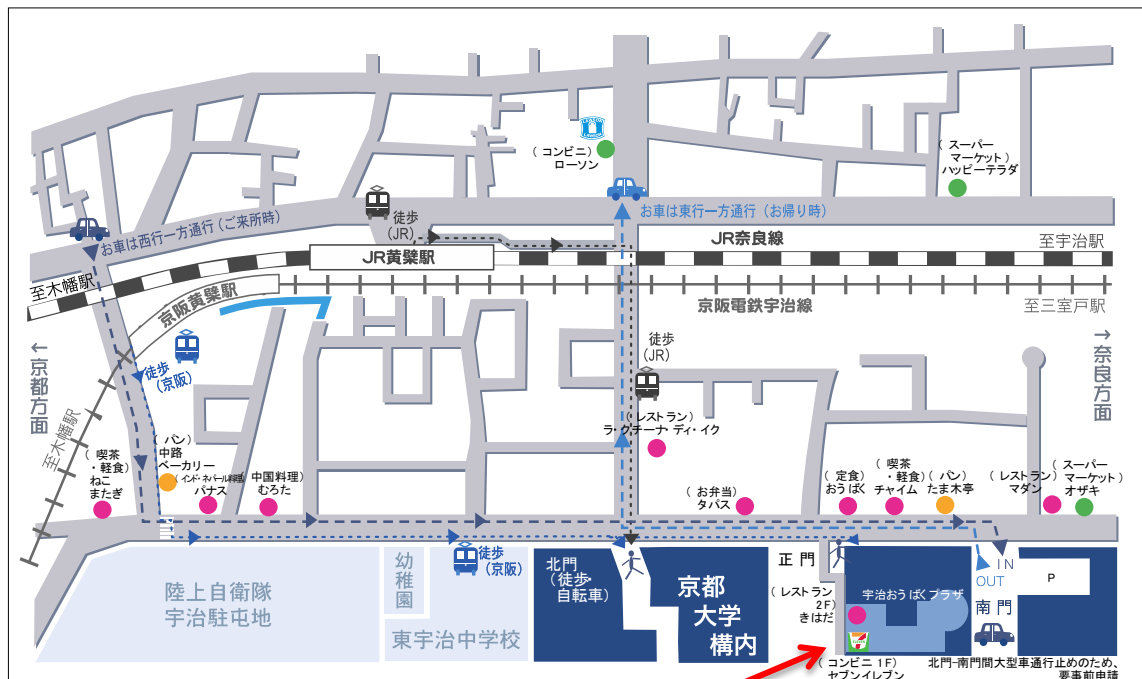 (コンビニ)
ローソン
(スーパー
マーケット)
ハッピーテラダ
お車は西行一方通行(ご来所時)
徒歩
(JR)
お車は東行一方通行(お帰り時)
JR奈良線
至宇治駅
JR黄檗駅
至木幡駅
京阪黄檗駅
京阪電鉄宇治線
至三室戸駅
←京都方面
→奈良方面
徒歩
(京阪)
徒歩
(JR)
至木幡駅
(喫茶
・軽食)
ねこ
またぎ
(パン)
中路
ベーカリー
(インド・ネパール料理)
バナス
中国料理)
むろた
(レストラン)
ラ・クチーナ・ディ・イク
(お弁当)
タパス
(定食)
おうばく
(喫茶
・軽食)
チャイム
(パン)
たま木亭
(レストラン)
マダン
(スーパー
マーケット)
オザキ
陸上自衛隊
宇治駐屯地
幼稚園
徒歩
(京阪)
東宇治中学校
北門
(徒歩・
自転車)
京都
大学
構内
正門
(レストラン
2F)
きはだ
宇治おうばくプラザ
IN
OUT
南門
P
(コンビニ 1F)
セブンイレブン
北門-南門間大型車通行止めのため、
要事前申請